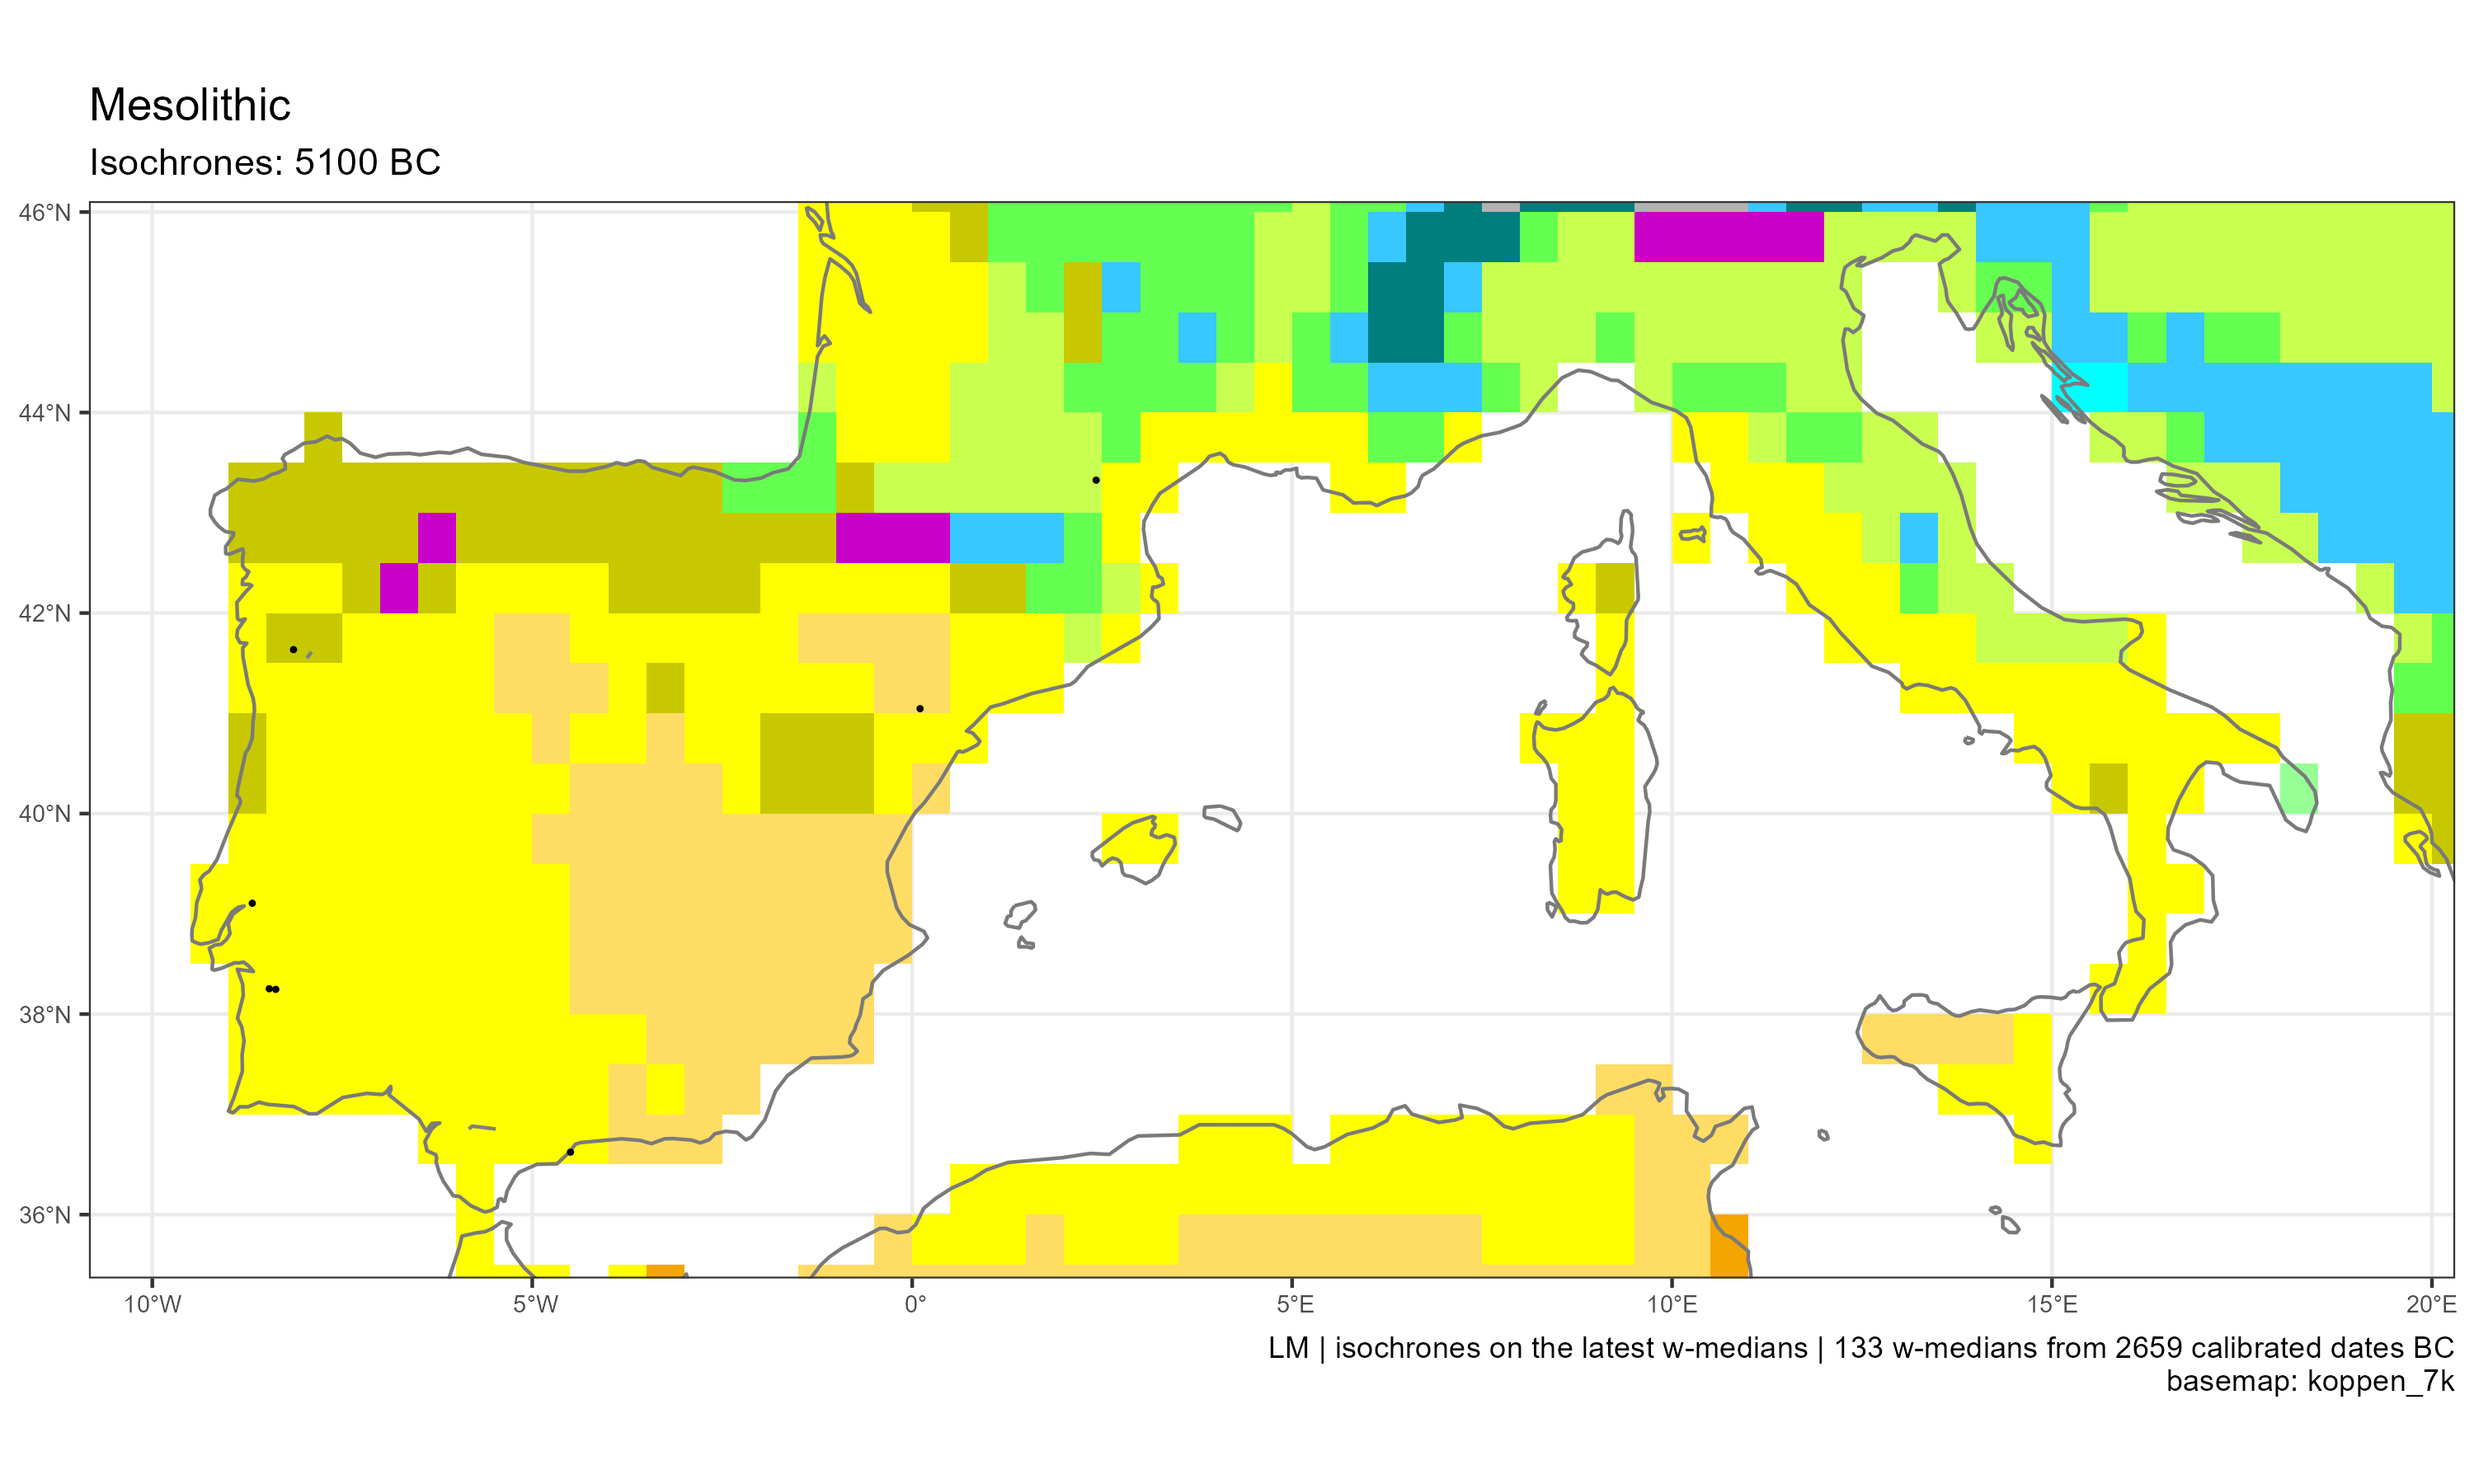 Mesolithic
Isochrones: 5100 BC
46°N
44°N
42°N
40°N
38°N
36°N
10°W 5°W 0° 5°E 10°E 15°E 20°E
LM | isochrones on the latest w-medians | 133 w-medians from 2659 calibrated dates BC
basemap: koppen_7k